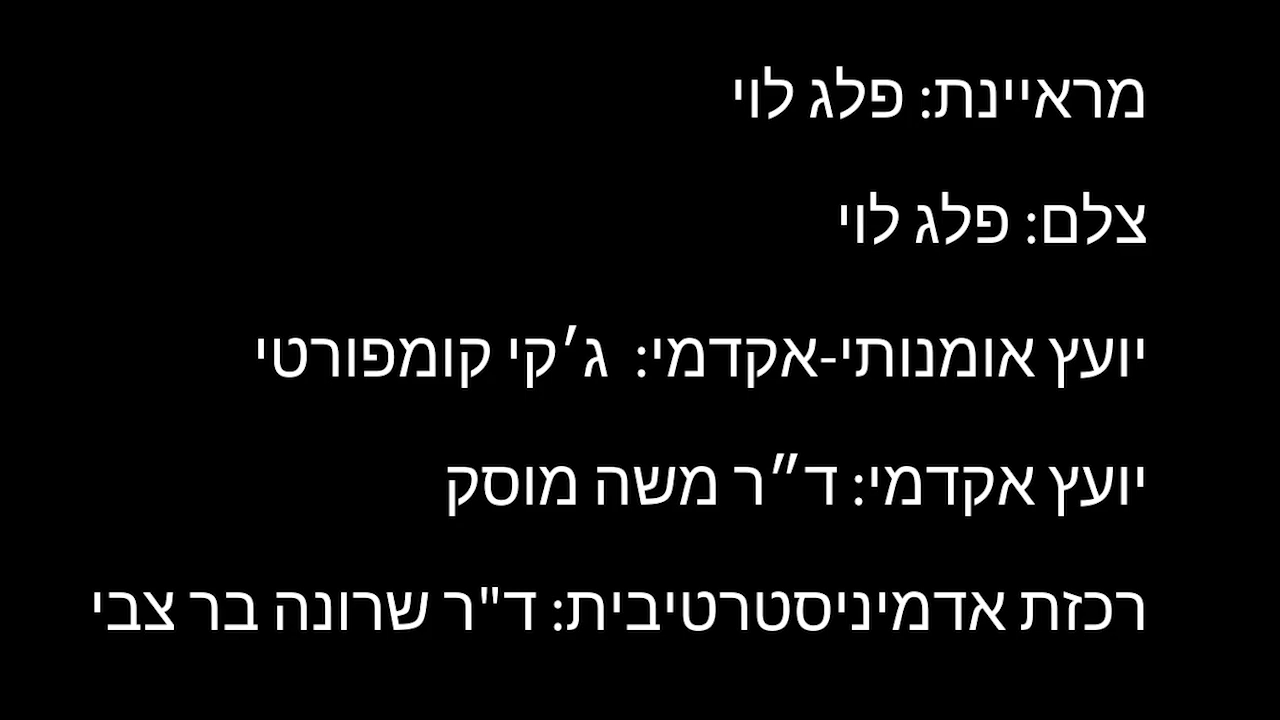 מראיינת: פלג לוי
צלם: פלג לוי
יועץ אומנותי-אקדמי:  ג׳קי קומפורטי
יועץ אקדמי: ד״ר משה מוסק
רכזת אדמיניסטרטיבית: ד"ר שרונה בר צבי